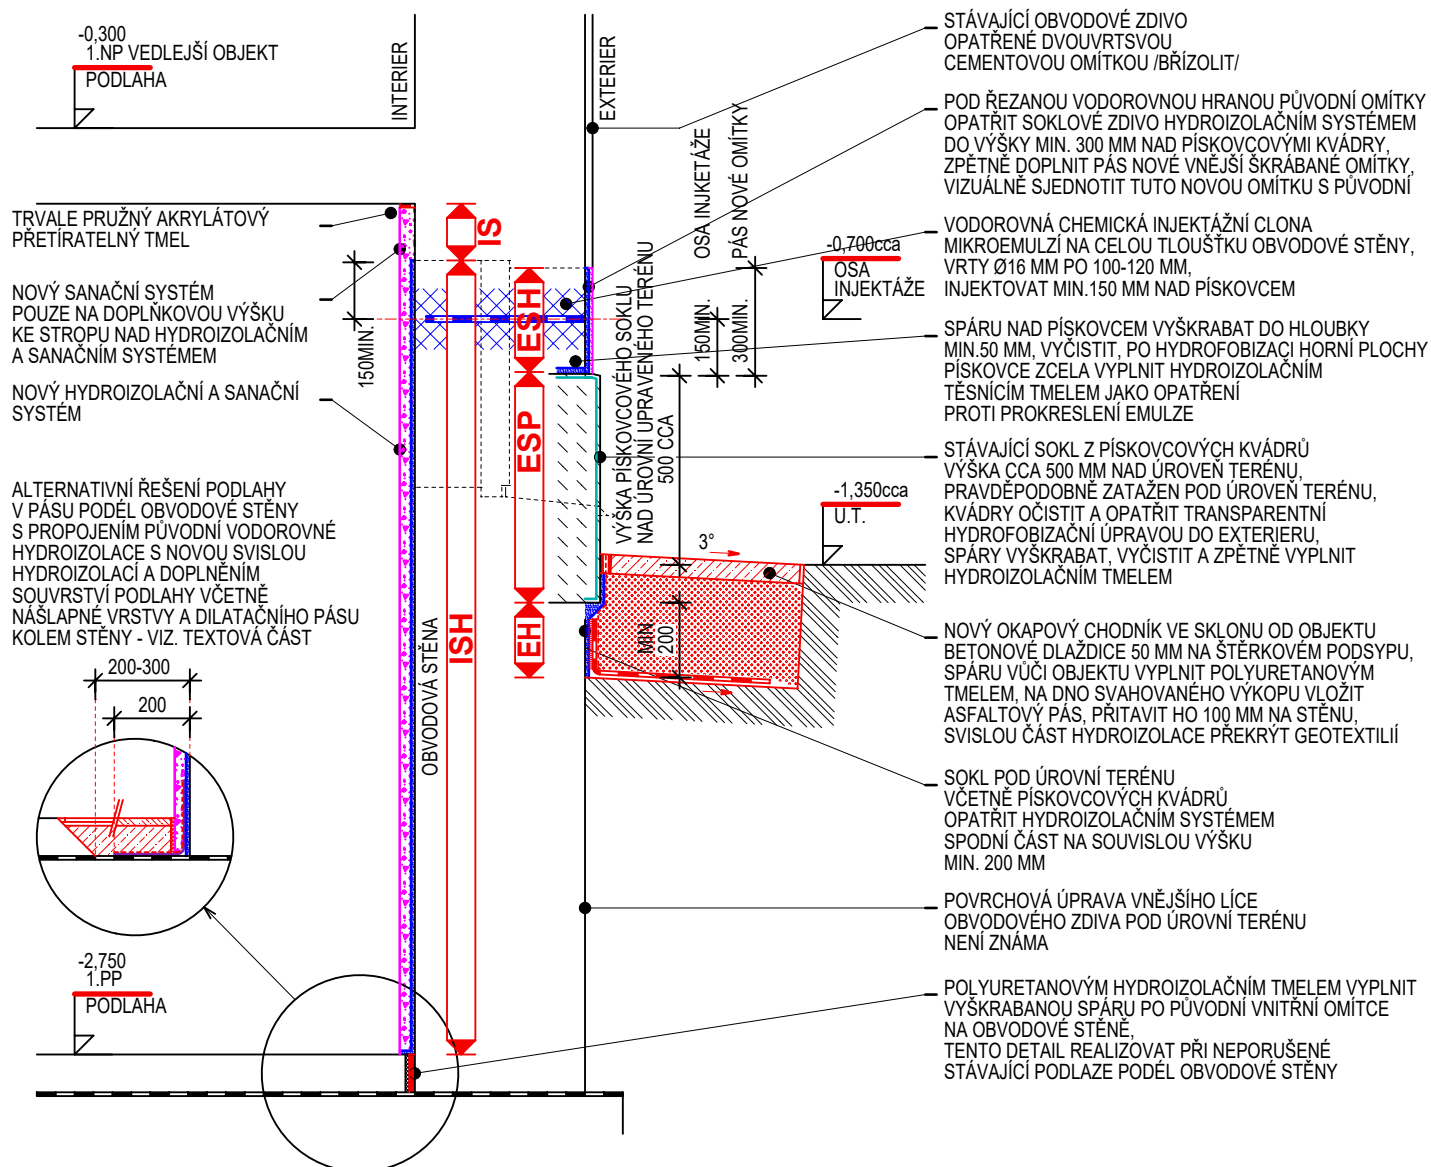 -0,300
1.NP VEDLEJŠÍ OBJEKT
PODLAHA
INTERIER
EXTERIER
TRVALE PRUŽNÝ AKRYLÁTOVÝ
PŘETÍRATELNÝ TMEL
NOVÝ SANAČNÍ SYSTÉM
POUZE NA DOPLŇKOVOU VÝŠKU
KE STROPU NAD HYDROIZOLAČNÍM
A SANAČNÍM SYSTÉMEM
NOVÝ HYDROIZOLAČNÍ A SANAČNÍ
SYSTÉM
ALTERNATIVNÍ ŘEŠENÍ PODLAHY
V PÁSU PODÉL OBVODOVÉ STĚNY
S PROPOJENÍM PŮVODNÍ VODOROVNÉ
HYDROIZOLACE S NOVOU SVISLOU
HYDROIZOLACÍ A DOPLNĚNÍM
SOUVRSTVÍ PODLAHY VČETNĚ
NÁŠLAPNÉ VRSTVY A DILATAČNÍHO PÁSU
KOLEM STĚNY - VIZ. TEXTOVÁ ČÁST
200-300
200
-2,750
1.PP
PODLAHA
150MIN.
OBVODOVÁ STĚNA
IS
ISH
ESH
ESP
EH
VÝŠKA PÍSKOVCOVÉHO SOKLU
NAD ÚROVNÍ UPRAVENÉHO TERÉNU
500 CCA
MIN
200
OSA INJKETÁŽE
150MIN.
PÁS NOVÉ OMÍTKY
300MIN.
3°
-0,700cca
OSA
INJEKTÁŽE
-1,350cca
U.T.
STÁVAJÍCÍ OBVODOVÉ ZDIVO
OPATŘENÉ DVOUVRTSVOU
CEMENTOVOU OMÍTKOU /BŘÍZOLIT/
POD ŘEZANOU VODOROVNOU HRANOU PŮVODNÍ OMÍTKY
OPATŘIT SOKLOVÉ ZDIVO HYDROIZOLAČNÍM SYSTÉMEM
DO VÝŠKY MIN. 300 MM NAD PÍSKOVCOVÝMI KVÁDRY,
ZPĚTNĚ DOPLNIT PÁS NOVÉ VNĚJŠÍ ŠKRÁBANÉ OMÍTKY,
VIZUÁLNĚ SJEDNOTIT TUTO NOVOU OMÍTKU S PŮVODNÍ
VODOROVNÁ CHEMICKÁ INJEKTÁŽNÍ CLONA
MIKROEMULZÍ NA CELOU TLOUŠŤKU OBVODOVÉ STĚNY,
VRTY Ø16 MM PO 100-120 MM,
INJEKTOVAT MIN.150 MM NAD PÍSKOVCEM
SPÁRU NAD PÍSKOVCEM VYŠKRABAT DO HLOUBKY
MIN.50 MM, VYČISTIT, PO HYDROFOBIZACI HORNÍ PLOCHY
PÍSKOVCE ZCELA VYPLNIT HYDROIZOLAČNÍM
TĚSNÍCÍM TMELEM JAKO OPATŘENÍ
PROTI PROKRESLENÍ EMULZE
STÁVAJÍCÍ SOKL Z PÍSKOVCOVÝCH KVÁDRŮ
VÝŠKA CCA 500 MM NAD ÚROVEŇ TERÉNU,
PRAVDĚPODOBNĚ ZATAŽEN POD ÚROVEŇ TERÉNU,
KVÁDRY OČISTIT A OPATŘIT TRANSPARENTNÍ
HYDROFOBIZAČNÍ ÚPRAVOU DO EXTERIERU,
SPÁRY VYŠKRABAT, VYČISTIT A ZPĚTNĚ VYPLNIT
HYDROIZOLAČNÍM TMELEM
NOVÝ OKAPOVÝ CHODNÍK VE SKLONU OD OBJEKTU
BETONOVÉ DLAŽDICE 50 MM NA ŠTĚRKOVÉM PODSYPU,
SPÁRU VŮČI OBJEKTU VYPLNIT POLYURETANOVÝM
TMELEM, NA DNO SVAHOVANÉHO VÝKOPU VLOŽIT
ASFALTOVÝ PÁS, PŘITAVIT HO 100 MM NA STĚNU,
SVISLOU ČÁST HYDROIZOLACE PŘEKRÝT GEOTEXTILIÍ
SOKL POD ÚROVNÍ TERÉNU
VČETNĚ PÍSKOVCOVÝCH KVÁDRŮ
OPATŘIT HYDROIZOLAČNÍM SYSTÉMEM
SPODNÍ ČÁST NA SOUVISLOU VÝŠKU
MIN. 200 MM
POVRCHOVÁ ÚPRAVA VNĚJŠÍHO LÍCE
OBVODOVÉHO ZDIVA POD ÚROVNÍ TERÉNU
NENÍ ZNÁMA
POLYURETANOVÝM HYDROIZOLAČNÍM TMELEM VYPLNIT
VYŠKRABANOU SPÁRU PO PŮVODNÍ VNITŘNÍ OMÍTCE
NA OBVODOVÉ STĚNĚ,
TENTO DETAIL REALIZOVAT PŘI NEPORUŠENÉ
STÁVAJÍCÍ PODLAZE PODÉL OBVODOVÉ STĚNY